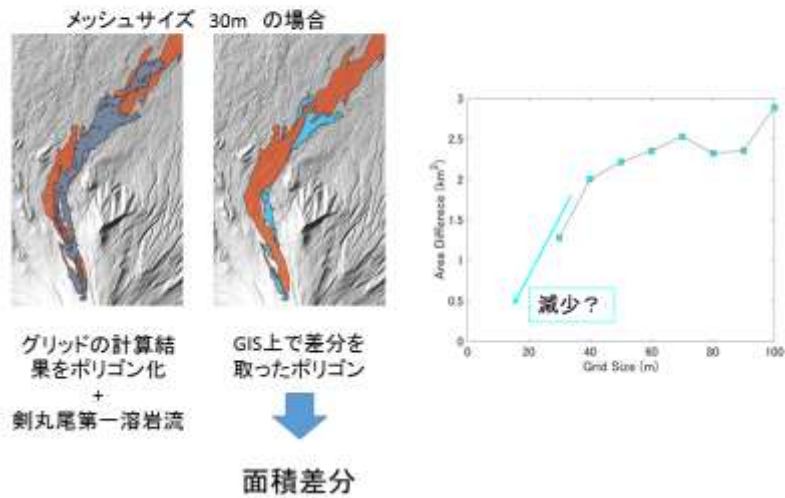 メッシュサイズ 30m の場合
グリッドの計算結
果をポリゴン化
+
剣丸尾第一溶岩流
GIS上で差分を
取ったポリゴン
面積差分
3
2.5
2
1.5
1
0.5
0
Area Differece (km²)
減少？
0 20 40 60 80 100
Grid Size (m)